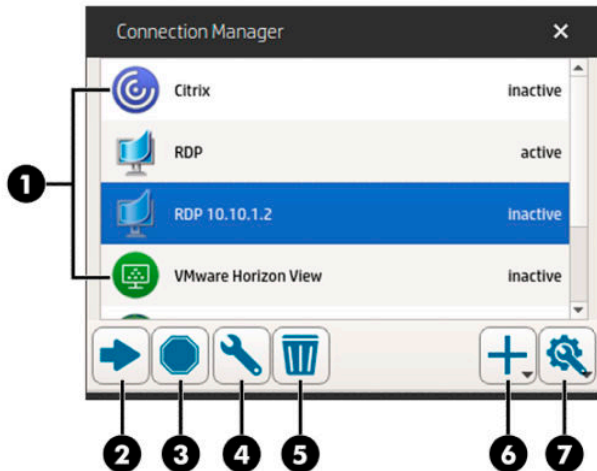 Connection Manager
Citrix inactive
RDP active
1
RDP 10.10.1.2 inactive
VMware Horizon View inactive
2 3 4 5 6 7